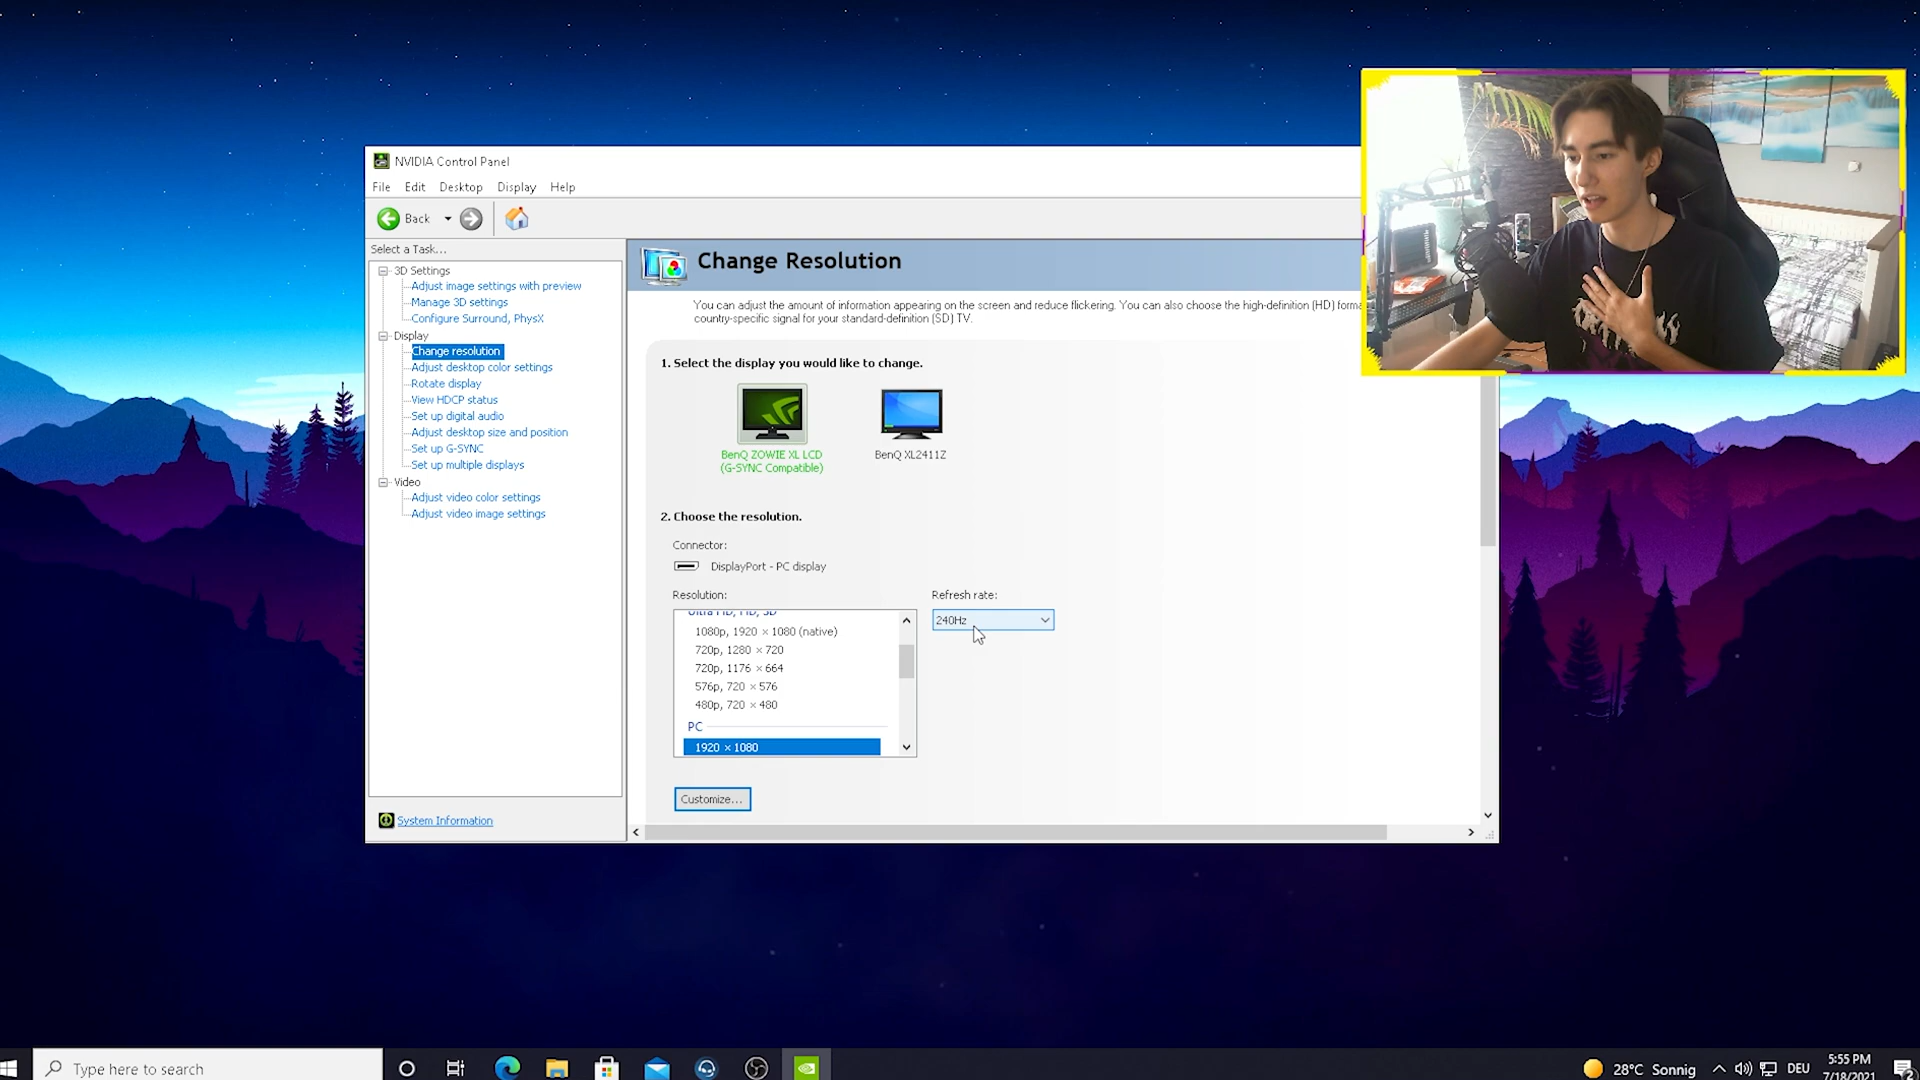 NVIDIA Control Panel
File Edit Desktop Display Help
Back
Select a Task...
3D Settings
Adjust image settings with preview
Manage 3D settings
Configure Surround, PhysX
Display
Change resolution
Adjust desktop color settings
Rotate display
View HDCP status
Set up digital audio
Adjust desktop size and position
Set up G-SYNC
Set up multiple displays
Video
Adjust video color settings
Adjust video image settings
System Information
Change Resolution
You can adjust the amount of information appearing on the screen and reduce flickering. You can also choose the high-definition (HD)
country-specific signal for your standard-definition (SD) TV.
1. Select the display you would like to change.
BenQ ZOWIE XL LCD
(G-SYNC Compatible)
BenQ XL2411Z
2. Choose the resolution.
Connector:
DisplayPort - PC display
Resolution:
Ultra HD, HD, SD
1080p, 1920 × 1080 (native)
720p, 1280 × 720
720p, 1176 × 664
576p, 720 × 576
480p, 720 × 480
PC
1920 × 1080
Refresh rate:
240Hz
Customize...
Type here to search
28°C Sonnig
DEU
5:55 PM
7/18/2021
2